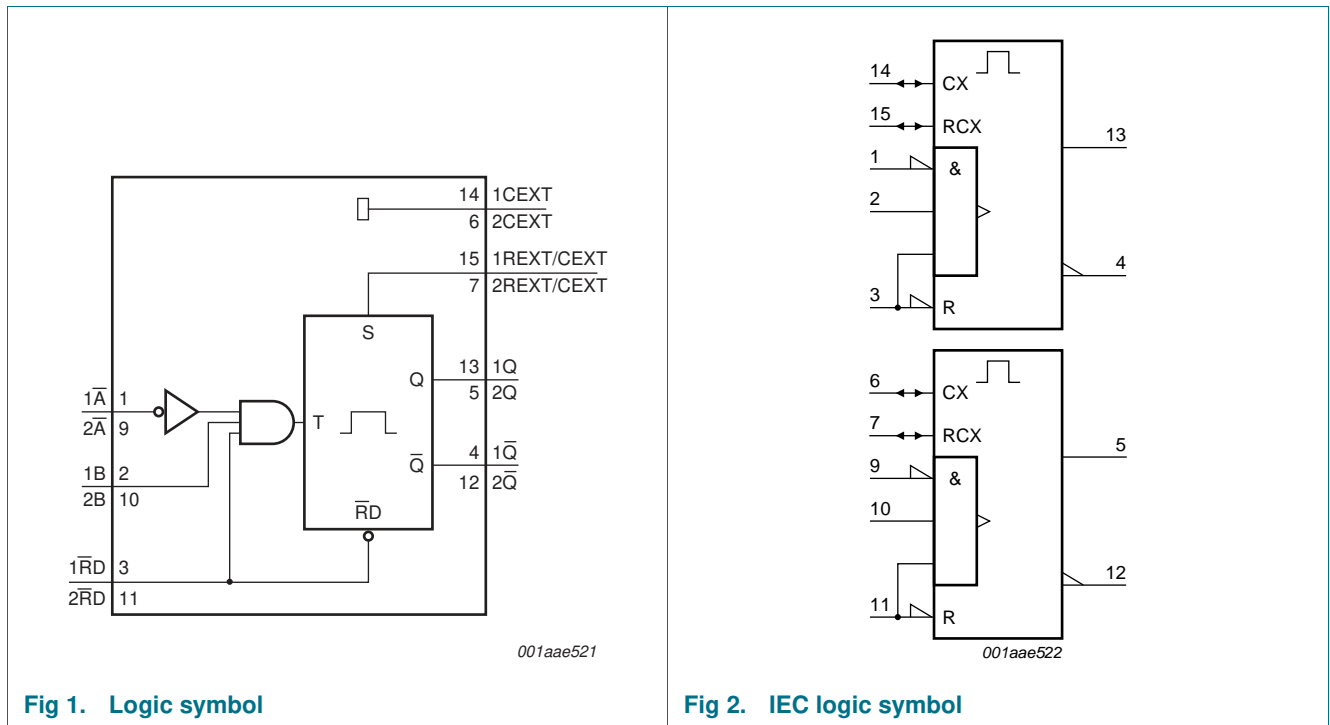 14 1CEXT
6 2CEXT
15 1REXT/CEXT
7 2REXT/CEXT
S
13 1Q
Q
5 2Q
1A̅ 1
2A̅ 9
T
4 1Q̅
Q̅
12 2Q̅
1B 2
2B 10
R̅D̅
1R̅D̅ 3
2R̅D̅ 11
001aae521
Fig 1. Logic symbol
14 CX
15 RCX
13
1 &
2
4
3 R
6 CX
7 RCX
5
9 &
10
12
11 R
001aae522
Fig 2. IEC logic symbol